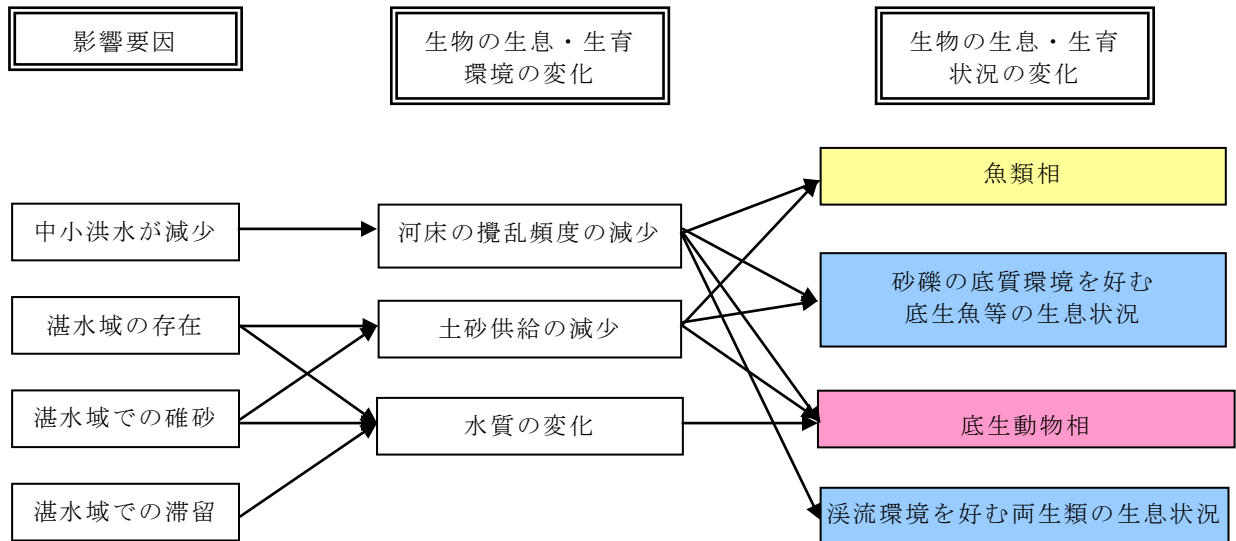 影響要因
生物の生息・生育
環境の変化
生物の生息・生育
状況の変化
中小洪水が減少
湛水域の存在
湛水域での碓砂
湛水域での滞留
河床の攪乱頻度の減少
土砂供給の減少
水質の変化
魚類相
砂礫の底質環境を好む
底生魚等の生息状況
底生動物相
渓流環境を好む両生類の生息状況